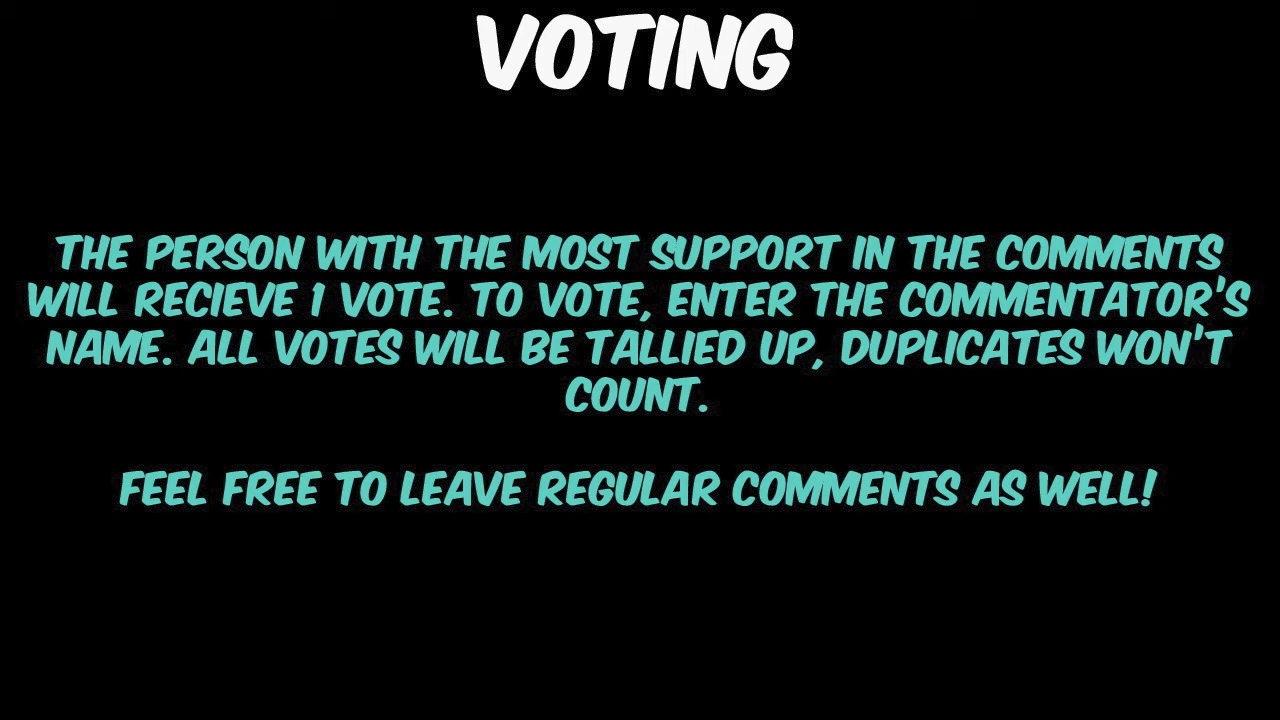 VOTING
THE PERSON WITH THE MOST SUPPORT IN THE COMMENTS
WILL RECIEVE 1 VOTE. TO VOTE, ENTER THE COMMENTATOR'S
NAME. ALL VOTES WILL BE TALLIED UP, DUPLICATES WON'T
COUNT.
FEEL FREE TO LEAVE REGULAR COMMENTS AS WELL!